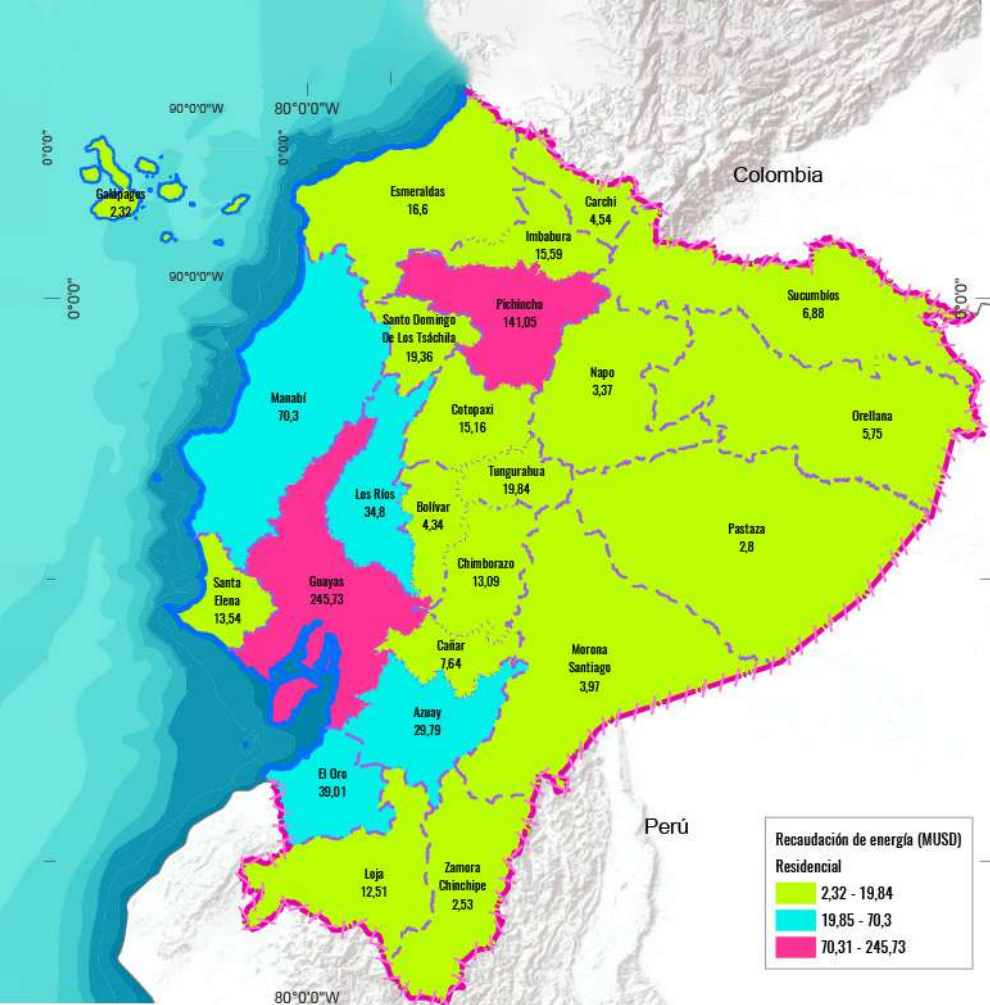 90°0'0"W
80°0'0"W
0°0'0"
0°0'0"
Colombia
Galápagos
2,32
Esmeraldas
16,6
Carchi
4,54
Imbabura
15,59
90°0'0"W
0°0'0"
0°0'0"
Sucumbíos
6,88
Pichincha
141,05
Santo Domingo
De Los Tsáchila
19,36
Napo
3,37
Manabí
70,3
Cotopaxi
15,16
Orellana
5,75
Tungurahua
19,84
Los Ríos
34,8
Bolívar
4,34
Pastaza
2,8
Chimborazo
13,09
Santa
Elena
13,54
Guayas
245,73
Cañar
7,64
Morona
Santiago
3,97
Azuay
29,79
El Oro
39,01
Perú
Loja
12,51
Zamora
Chinchipe
2,53
Recaudación de energía (MUSD)
Residencial
2,32 - 19,84
19,85 - 70,3
70,31 - 245,73
80°0'0"W